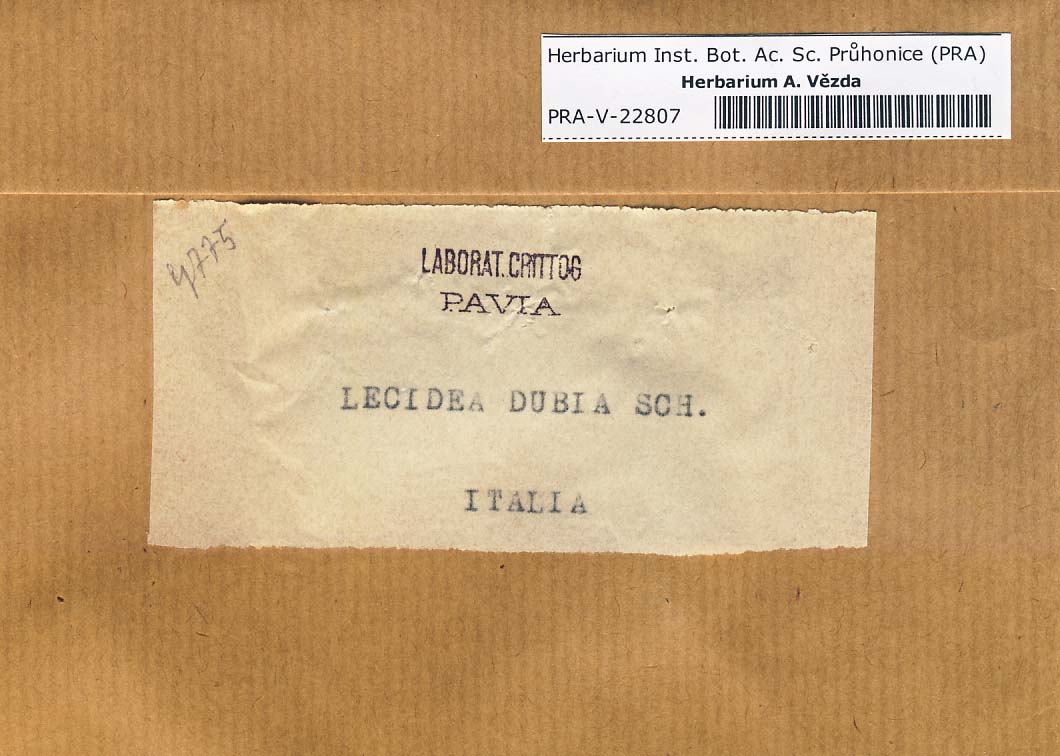 Herbarium Inst. Bot. Ac. Sc. Průhonice (PRA)
Herbarium A. Vězda
PRA-V-22807
4775
LABORAT. CRITTOG
PAVIA
LECIDEA DUBIA SCH.
ITALIA